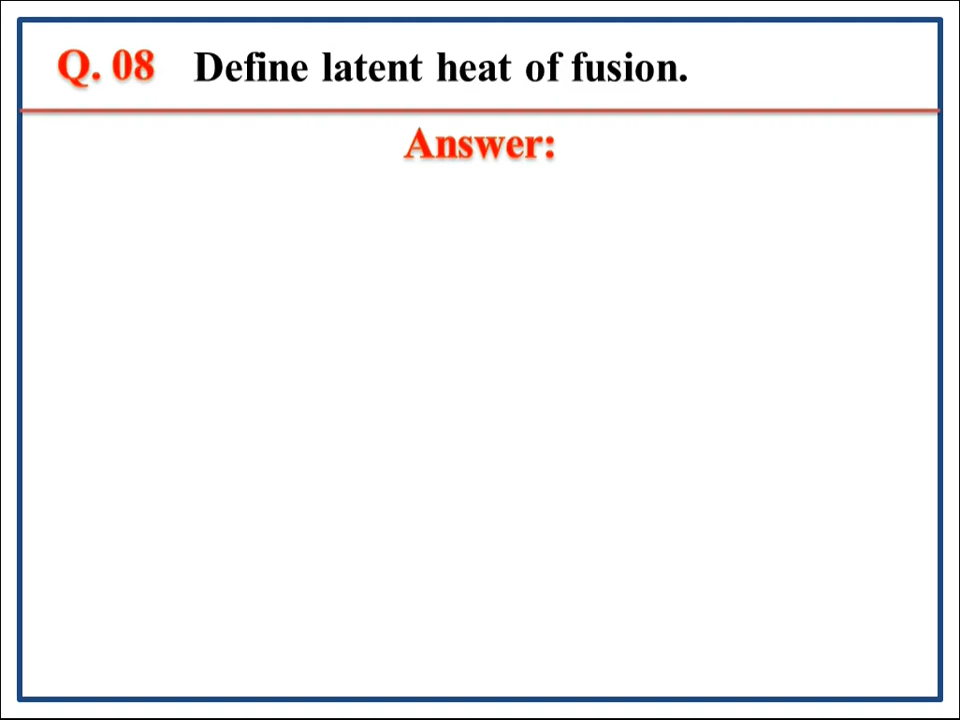 Q. 08 Define latent heat of fusion.
Answer: